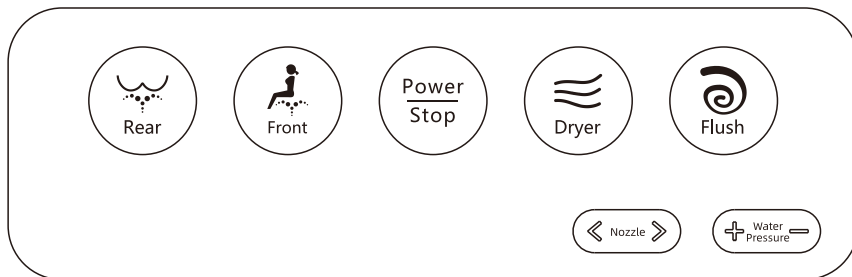 Rear
Front
Power
Stop
Dryer
Flush
Nozzle
Water
Pressure